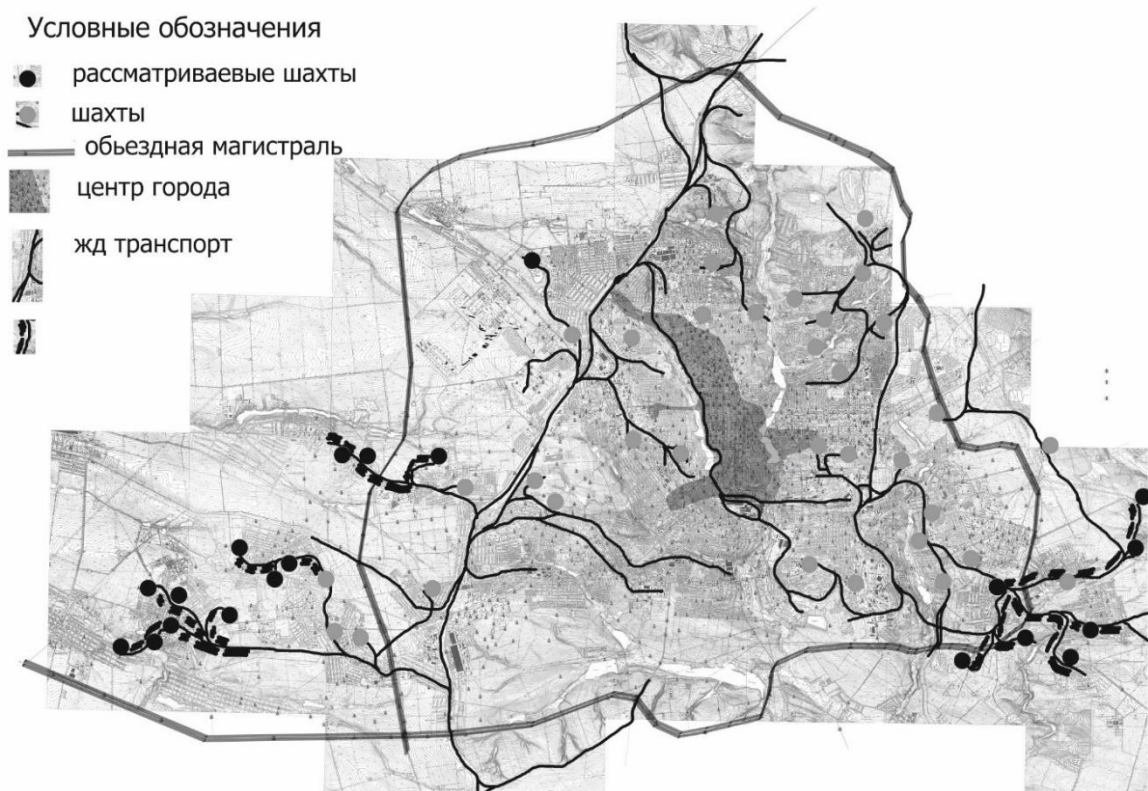 Условные обозначения
рассматриваевые шахты
шахты
обьездная магистраль
центр города
жд транспорт